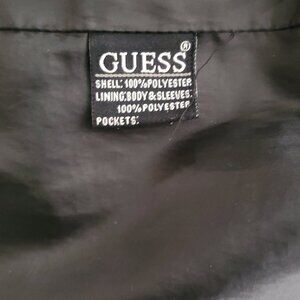 GUESS®
SHELL: 100% POLYESTER
LINING: BODY & SLEEVES:
100% POLYESTER
POCKETS: